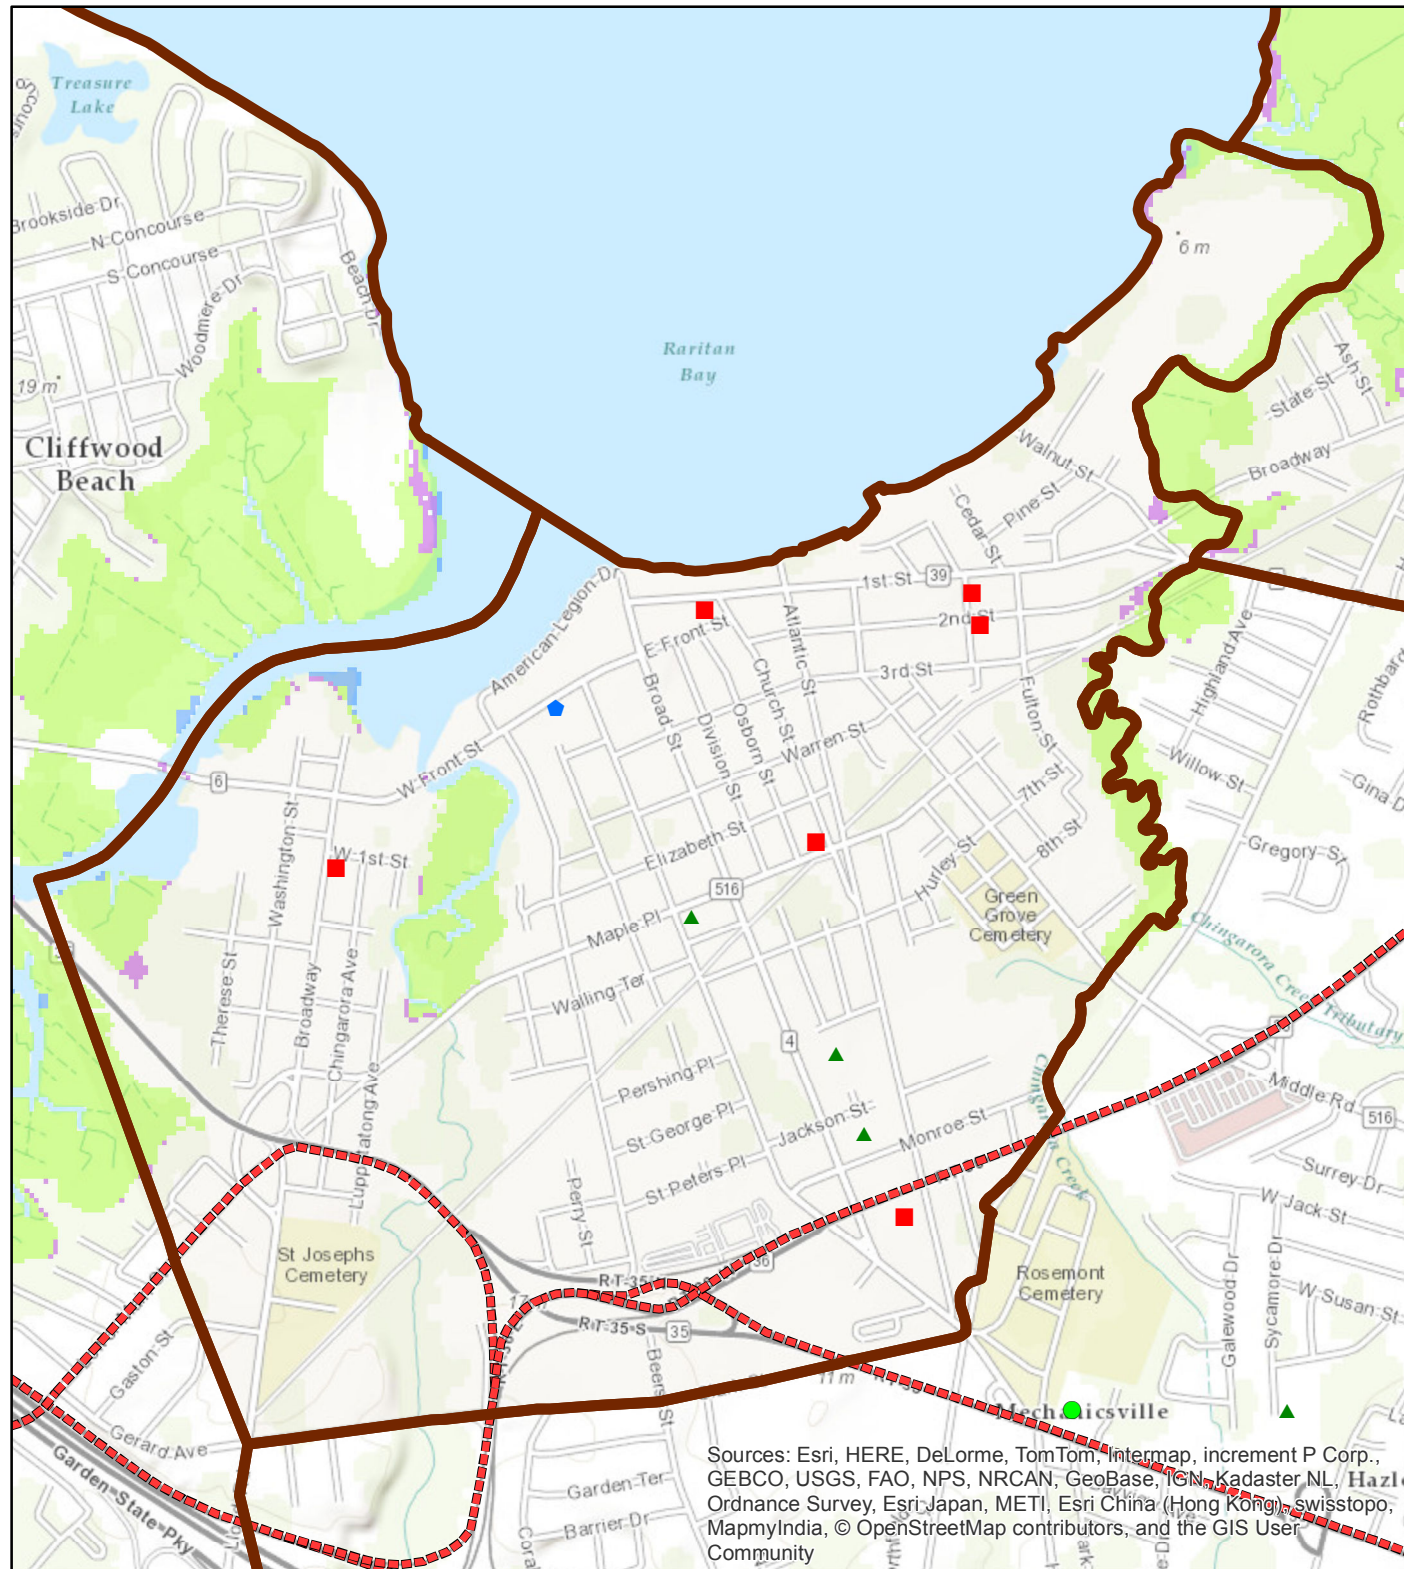 Treasure
Lake
Brookside Dr
N Concourse
S Concourse
Beach Dr
Woodmere Dr
6 m
Raritan
Bay
19 m
Ash St
State St
Cliffwood
Beach
Walnut St
Broadway
Cedar St
Pine St
1st St
39
American Legion Dr
2nd St
E Front St
Atlantic St
3rd St
Highland Ave
Broad St
Church St
Osborn St
Division St
Warren St
Fulton St
W Front St
6
Willow St
7th St
Washington St
Elizabeth St
8th St
Gregory St
W 1st St
Hurley St
516
Green
Grove
Cemetery
Maple Pl
Chingarora Creek Tributary
Therese St
Broadway
Chingarora Ave
Walling Ter
4
Luppatatong Ave
Pershing Pl
Middle Rd
516
St George Pl
Jackson St
Monroe St
Chingarora Creek
Surrey Dr
St Peters Pl
W Jack St
Perry St
St Josephs
Cemetery
36
Rosemont
Cemetery
Galewood Dr
Sycamore Dr
W Susan St
RT-35-S
35
Gaston St
Beers St
11 m
Mechanicsville
Gerard Ave
Garden State Pky
Garden Ter
Barrier Dr
Sources: Esri, HERE, DeLorme, TomTom, Intermap, increment P Corp.,
GEBCO, USGS, FAO, NPS, NRCAN, GeoBase, IGN, Kadaster NL,
Ordnance Survey, Esri Japan, METI, Esri China (Hong Kong), swisstopo,
MapmyIndia, © OpenStreetMap contributors, and the GIS User
Community